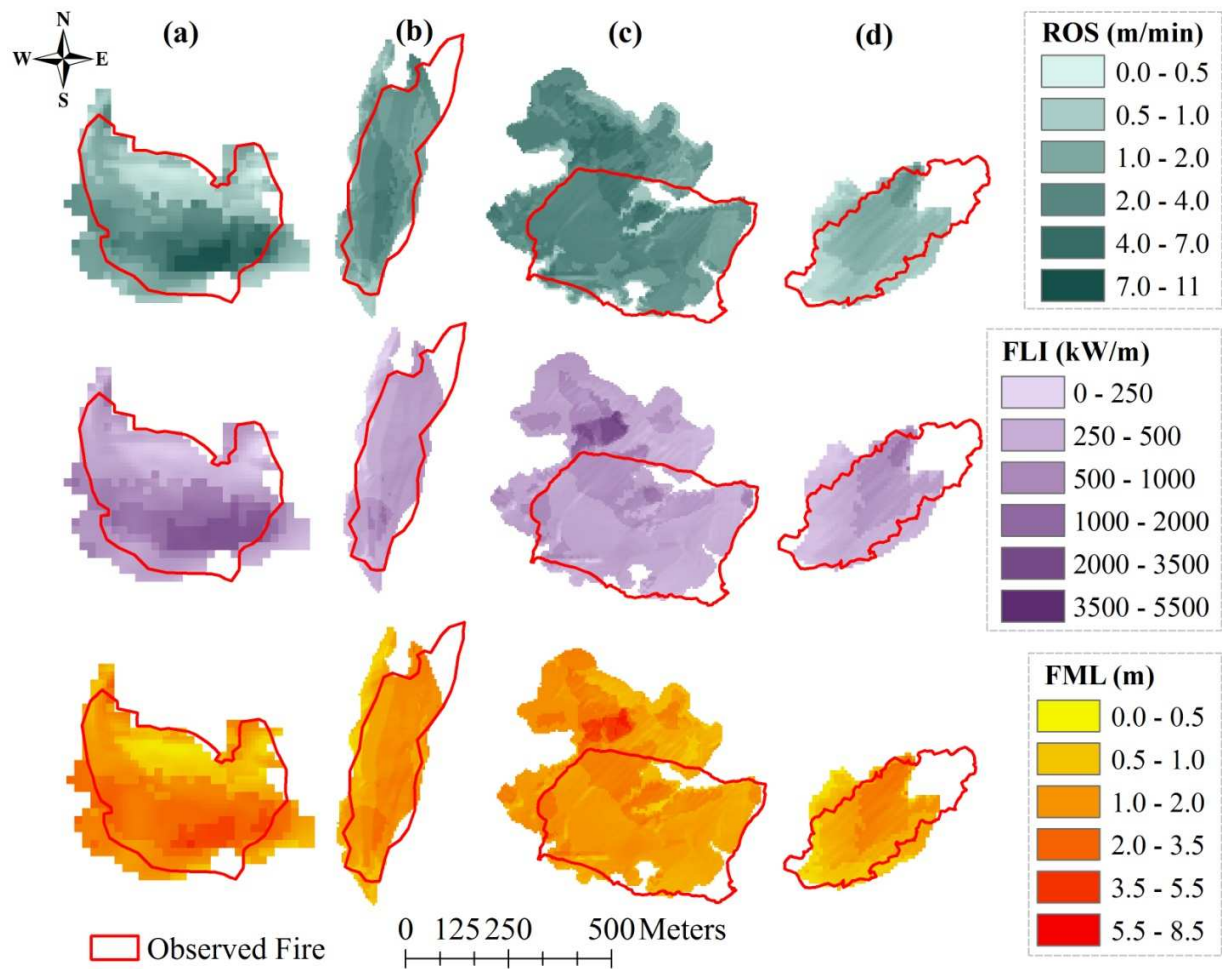 N
W E
S
(a)
(b)
(c)
(d)
ROS (m/min)
0.0 - 0.5
0.5 - 1.0
1.0 - 2.0
2.0 - 4.0
4.0 - 7.0
7.0 - 11
FLI (kW/m)
0 - 250
250 - 500
500 - 1000
1000 - 2000
2000 - 3500
3500 - 5500
FML (m)
0.0 - 0.5
0.5 - 1.0
1.0 - 2.0
2.0 - 3.5
3.5 - 5.5
5.5 - 8.5
Observed Fire
0 125 250 500 Meters